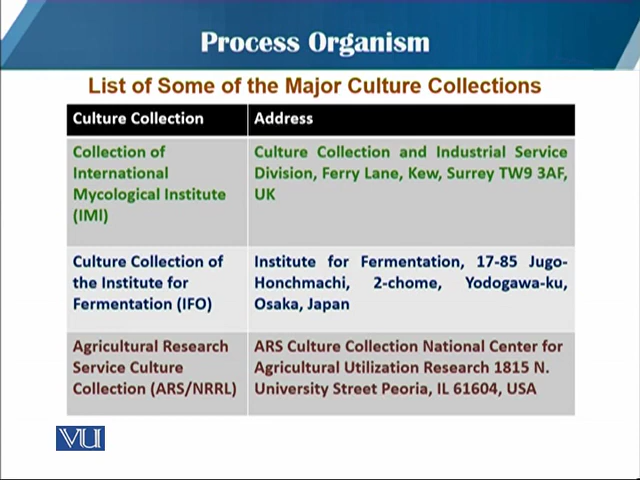 Process Organism
List of Some of the Major Culture Collections
Culture Collection
Address
Collection of
International
Mycological Institute
(IMI)
Culture Collection and Industrial Service
Division, Ferry Lane, Kew, Surrey TW9 3AF,
UK
Culture Collection of
the Institute for
Fermentation (IFO)
Institute for Fermentation, 17-85 Jugo-
Honchmachi, 2-chome, Yodogawa-ku,
Osaka, Japan
Agricultural Research
Service Culture
Collection (ARS/NRRL)
ARS Culture Collection National Center for
Agricultural Utilization Research 1815 N.
University Street Peoria, IL 61604, USA
VU